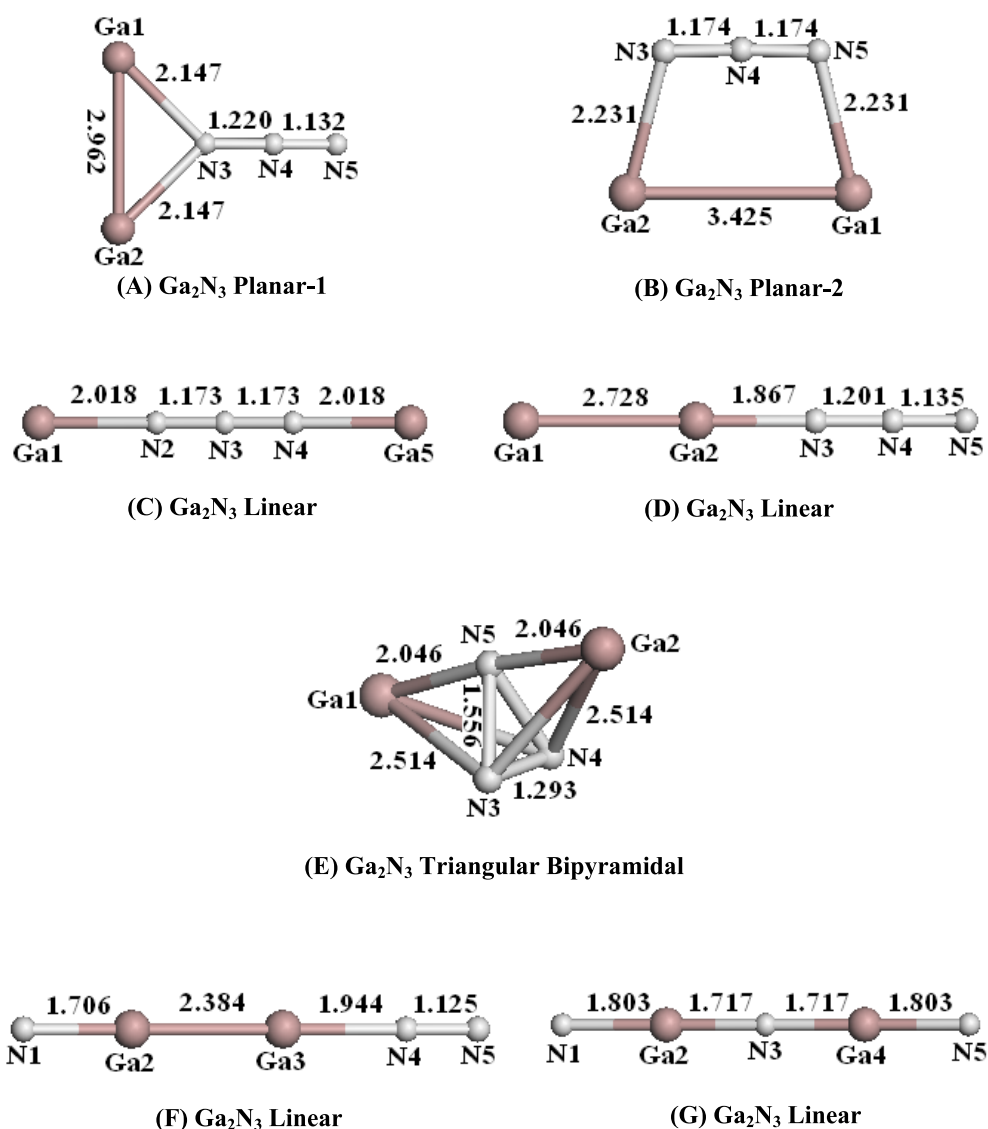 Ga1
2.147
2.962
1.220 1.132
N3 N4 N5
2.147
Ga2
(A) Ga₂N₃ Planar-1
1.174 1.174
N3 N5
N4
2.231 2.231
Ga2 3.425 Ga1
(B) Ga₂N₃ Planar-2
2.018 1.173 1.173 2.018
Ga1 N2 N3 N4 Ga5
(C) Ga₂N₃ Linear
2.728 1.867 1.201 1.135
Ga1 Ga2 N3 N4 N5
(D) Ga₂N₃ Linear
N5 2.046 Ga2
2.046
Ga1 1.556
2.514
2.514 N4
1.293
N3
(E) Ga₂N₃ Triangular Bipyramidal
1.706 2.384 1.944 1.125
N1 Ga2 Ga3 N4 N5
(F) Ga₂N₃ Linear
1.803 1.717 1.717 1.803
N1 Ga2 N3 Ga4 N5
(G) Ga₂N₃ Linear